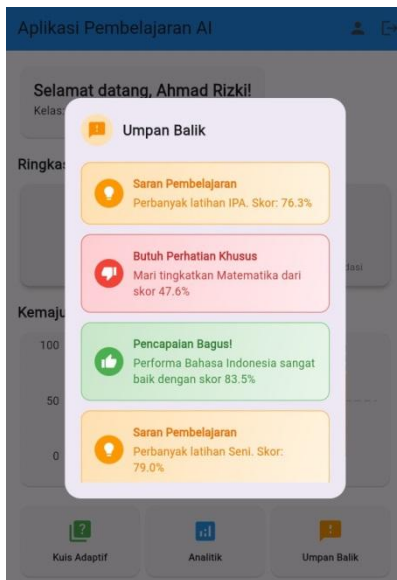 Aplikasi Pembelajaran AI
Selamat datang, Ahmad Rizki!
Kelas:
Umpan Balik
Ringkas
Saran Pembelajaran
Perbanyak latihan IPA. Skor: 76.3%
Butuh Perhatian Khusus
Mari tingkatkan Matematika dari
skor 47.6%
dasi
Kemaju
Pencapaian Bagus!
Performa Bahasa Indonesia sangat
baik dengan skor 83.5%
100
50
0
Saran Pembelajaran
Perbanyak latihan Seni. Skor:
79.0%
Kuis Adaptif
Analitik
Umpan Balik